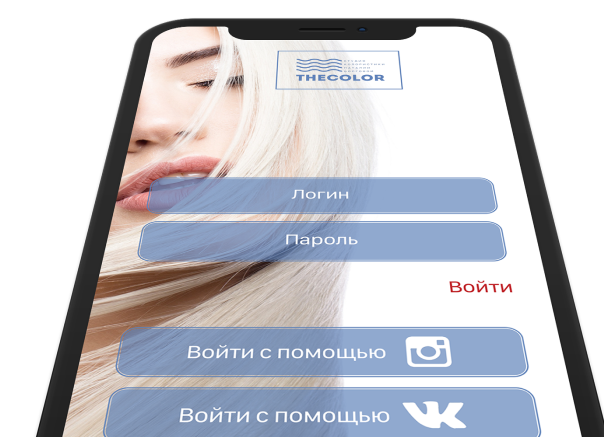 THECOLOR
Логин
Пароль
Войти
Войти с помощью
Войти с помощью